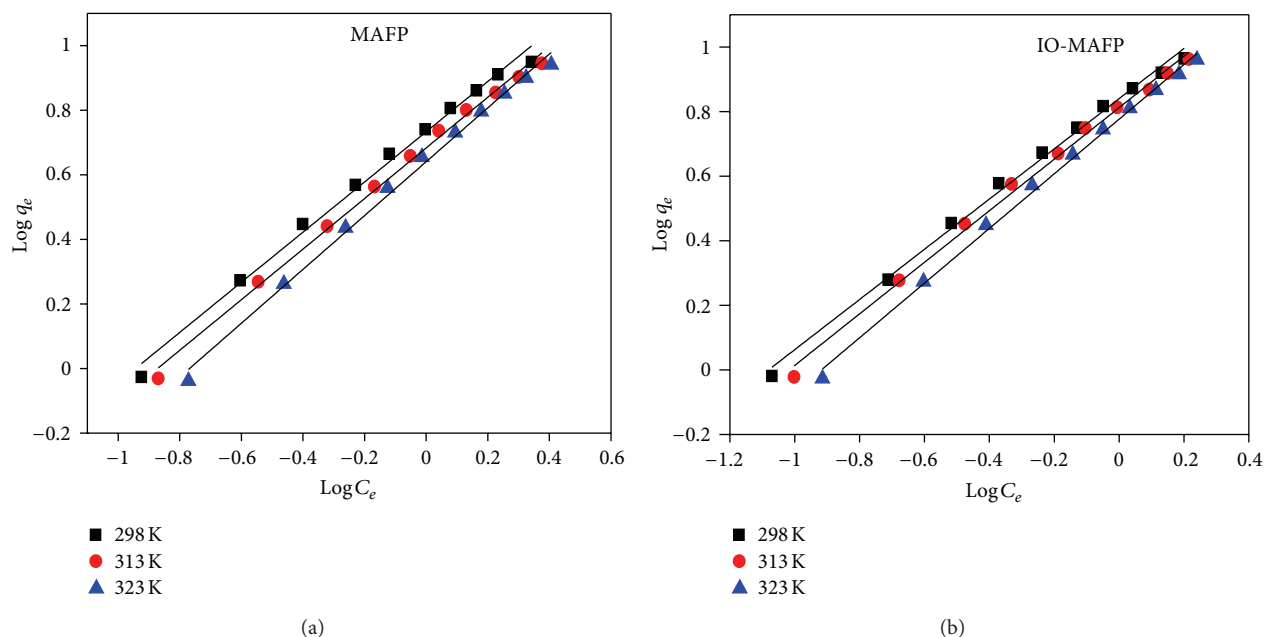 MAFP
1
0.8
0.6
0.4
0.2
0
−0.2
Log qe
−1 −0.8 −0.6 −0.4 −0.2 0 0.2 0.4 0.6
Log Ce
298 K
313 K
323 K
(a)
IO-MAFP
1
0.8
0.6
0.4
0.2
0
−0.2
Log qe
−1.2 −1 −0.8 −0.6 −0.4 −0.2 0 0.2 0.4
Log Ce
298 K
313 K
323 K
(b)